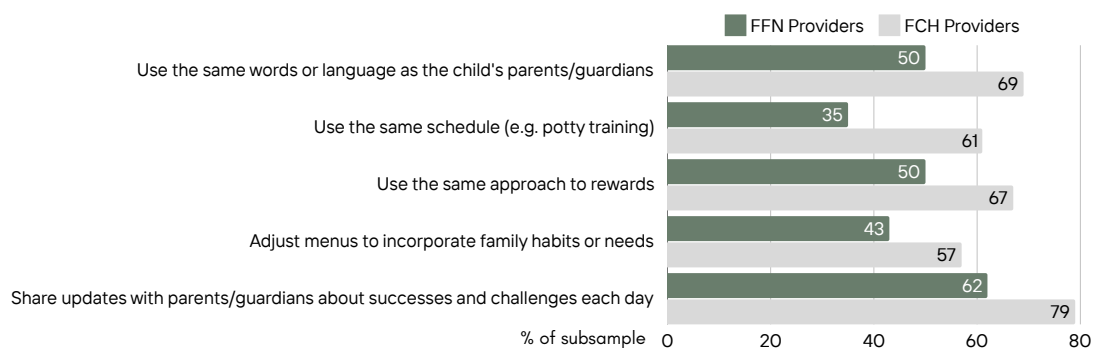 FFN Providers FCH Providers
Use the same words or language as the child's parents/guardians 50
69
Use the same schedule (e.g. potty training) 35
61
Use the same approach to rewards 50
67
Adjust menus to incorporate family habits or needs 43
57
Share updates with parents/guardians about successes and challenges each day 62
79
% of subsample 0 20 40 60 80